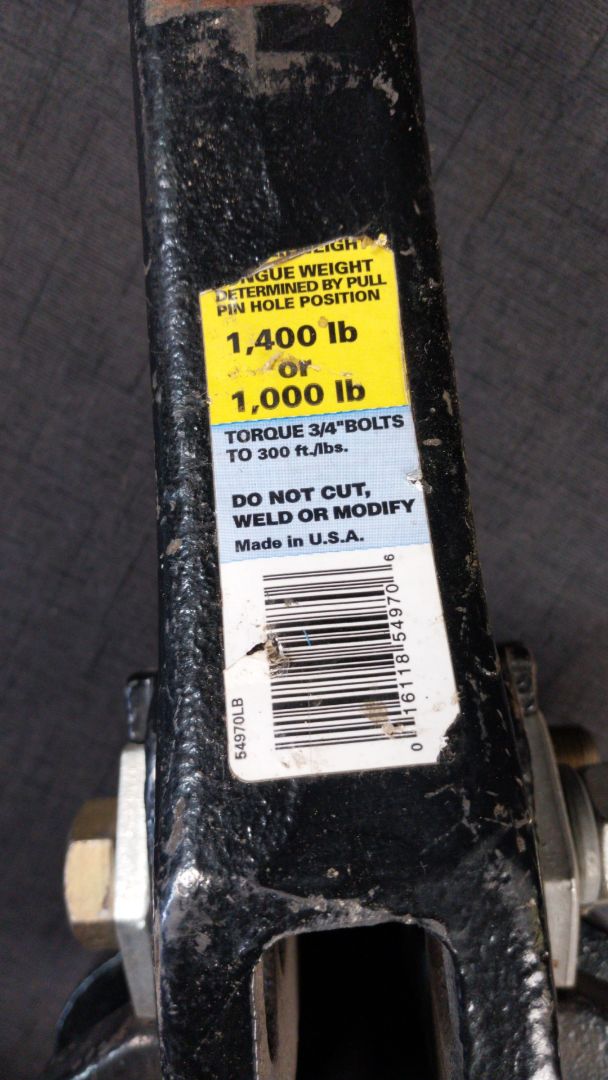 WEIGHT
DETERMINED BY PULL
PIN HOLE POSITION
1,400 lb
or
1,000 lb
TORQUE 3/4"BOLTS
TO 300 ft./lbs.
DO NOT CUT,
WELD OR MODIFY
Made in U.S.A.
54970LB
0 16118 54970 6